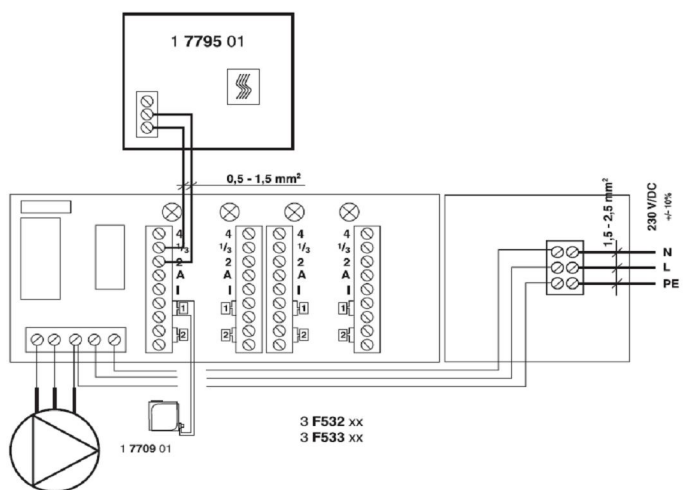 1 7795 01
0,5 - 1,5 mm²
4 4 4 4
1/3 1/3 1/3 1/3
2 2 2 2
A A A A
I I I I
1 1 1 1
2 2 2 2
1,5 - 2,5 mm²
230 V/DC
+/- 10%
N
L
PE
1 7709 01
3 F532 xx
3 F533 xx